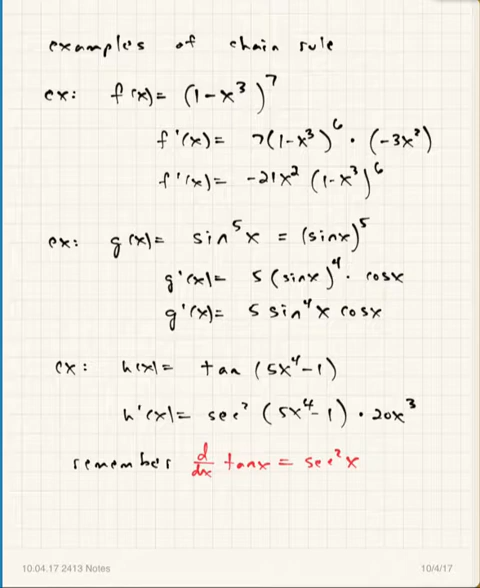 examples of chain rule
ex: f(x)= (1-x³)⁷
f'(x)= 7(1-x³)⁶ · (-3x²)
f'(x)= -21x² (1-x³)⁶
ex: g(x)= sin⁵x = (sinx)⁵
g'(x)= 5(sinx)⁴ · cosx
g'(x)= 5 sin⁴x cosx
ex: h(x)= tan (5x⁴-1)
h'(x)= sec² (5x⁴-1) · 20x³
remember d/dx tanx = sec²x
10.04.17 2413 Notes 10/4/17